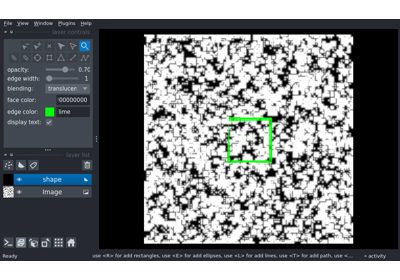 File View Window Plugins Help
layer controls
opacity: 0.70
edge width: 1
blending: translucen
face color: 00000000
edge color: lime
display text:
layer list
shape
Image
Ready use <R> for add rectangles, use <E> for add ellipses, use <L> for add lines, use <T> for add path, use <... activity